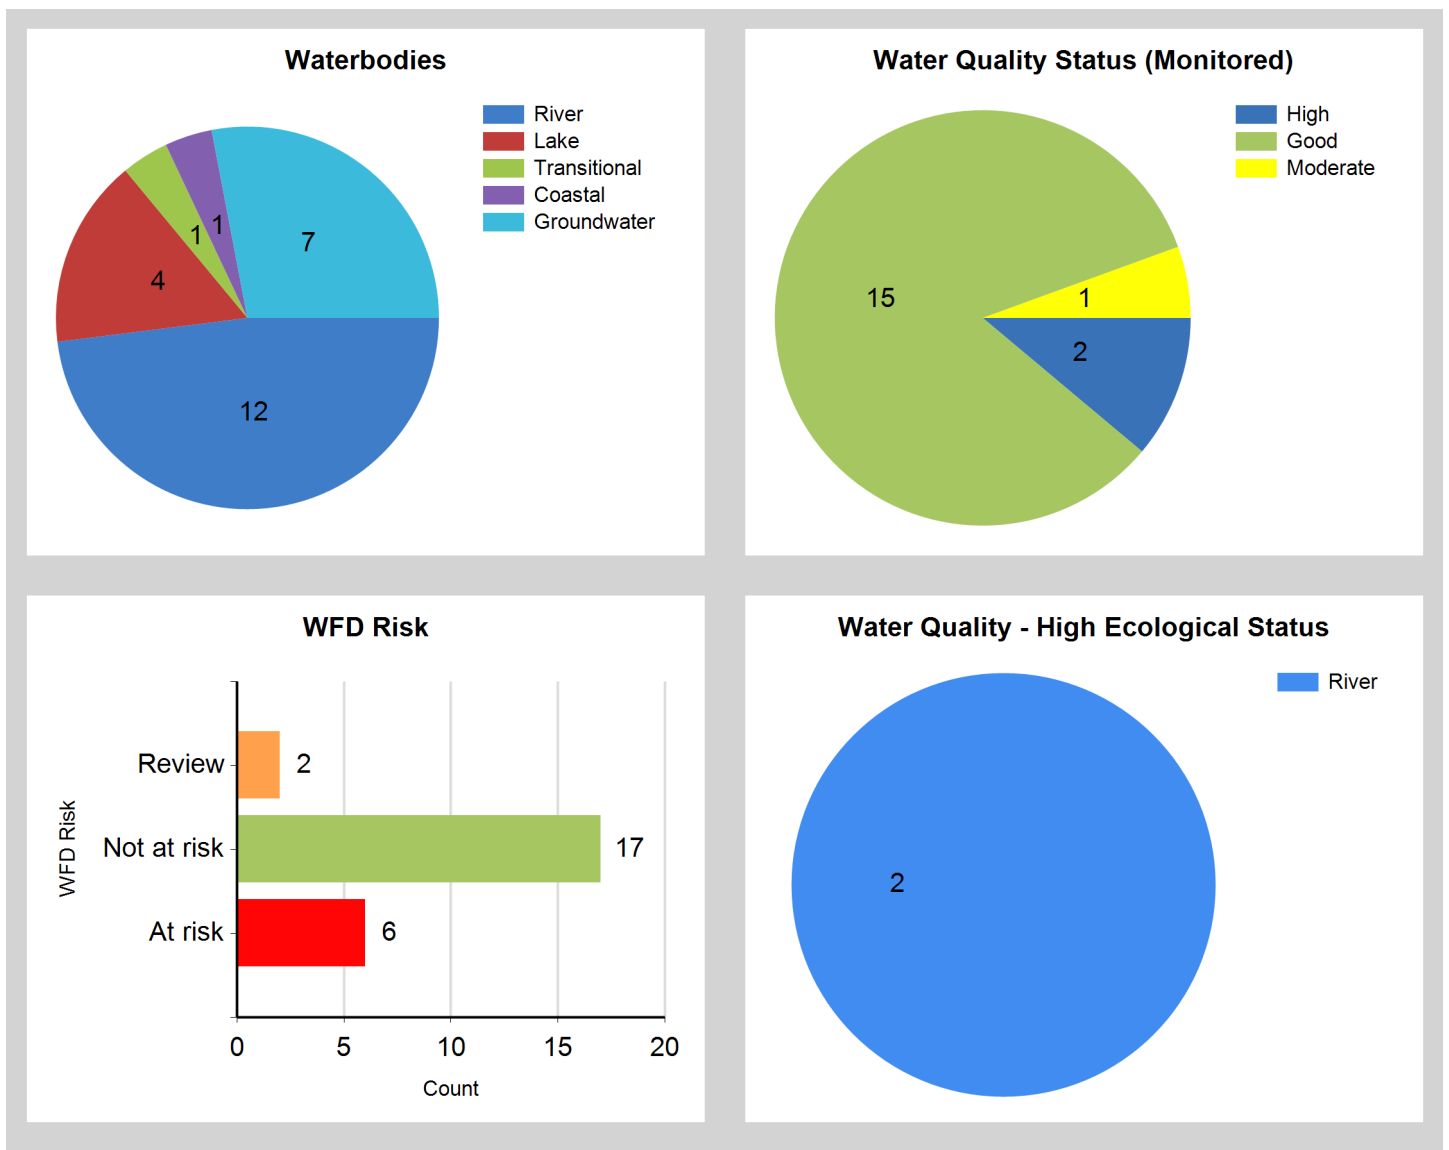 Waterbodies
River
Lake
Transitional
Coastal
Groundwater
1
1
7
4
12
Water Quality Status (Monitored)
High
Good
Moderate
15
1
2
WFD Risk
WFD Risk
Review
2
Not at risk
17
At risk
6
0 5 10 15 20
Count
Water Quality - High Ecological Status
River
2